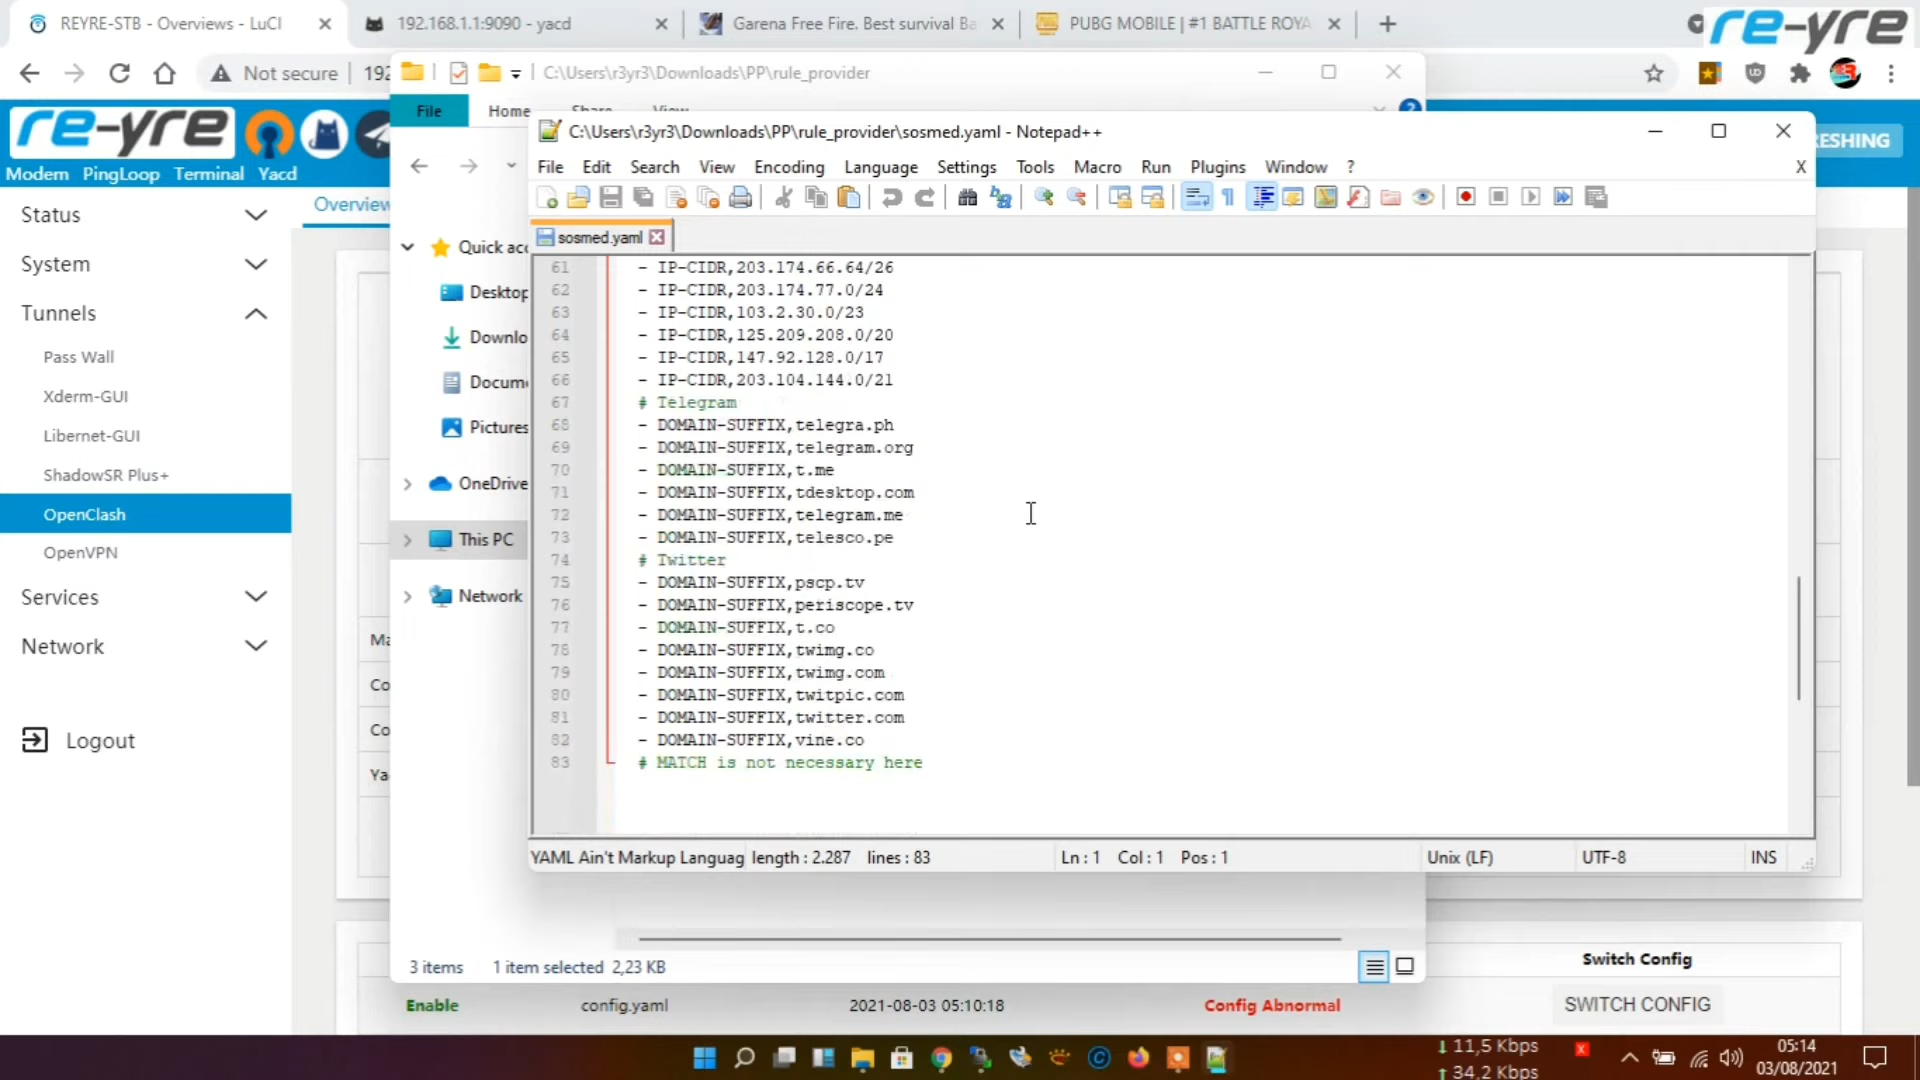 REYRE-STB - Overviews - LuCI
192.168.1.1:9090 - yacd
Garena Free Fire. Best survival Ba
PUBG MOBILE | #1 BATTLE ROYA
re-yre
Not secure
192
C:\Users\r3yr3\Downloads\PP\rule_provider
File
Home
Share
View
re-yre
ESHING
Modem
PingLoop
Terminal
Yacd
Overview
C:\Users\r3yr3\Downloads\PP\rule_provider\sosmed.yaml - Notepad++
File Edit Search View Encoding Language Settings Tools Macro Run Plugins Window ?
X
sosmed.yaml
Status
System
Tunnels
Pass Wall
Xderm-GUI
Libernet-GUI
ShadowSR Plus+
OpenClash
OpenVPN
Services
Network
Logout
Quick acc
Desktop
Downlo
Docum
Pictures
OneDrive
This PC
Network
Ma
Co
Co
Ya
61 - IP-CIDR,203.174.66.64/26
62 - IP-CIDR,203.174.77.0/24
63 - IP-CIDR,103.2.30.0/23
64 - IP-CIDR,125.209.208.0/20
65 - IP-CIDR,147.92.128.0/17
66 - IP-CIDR,203.104.144.0/21
67 # Telegram
68 - DOMAIN-SUFFIX,telegra.ph
69 - DOMAIN-SUFFIX,telegram.org
70 - DOMAIN-SUFFIX,t.me
71 - DOMAIN-SUFFIX,tdesktop.com
72 - DOMAIN-SUFFIX,telegram.me
73 - DOMAIN-SUFFIX,telesco.pe
74 # Twitter
75 - DOMAIN-SUFFIX,pscp.tv
76 - DOMAIN-SUFFIX,periscope.tv
77 - DOMAIN-SUFFIX,t.co
78 - DOMAIN-SUFFIX,twimg.co
79 - DOMAIN-SUFFIX,twimg.com
80 - DOMAIN-SUFFIX,twitpic.com
81 - DOMAIN-SUFFIX,twitter.com
82 - DOMAIN-SUFFIX,vine.co
83 # MATCH is not necessary here
YAML Ain't Markup Languag length : 2.287 lines : 83 Ln : 1 Col : 1 Pos : 1 Unix (LF) UTF-8 INS
3 items 1 item selected 2,23 KB
Switch Config
Enable config.yaml 2021-08-03 05:10:18 Config Abnormal SWITCH CONFIG
11,5 Kbps
34,2 Kbps
05:14
03/08/2021